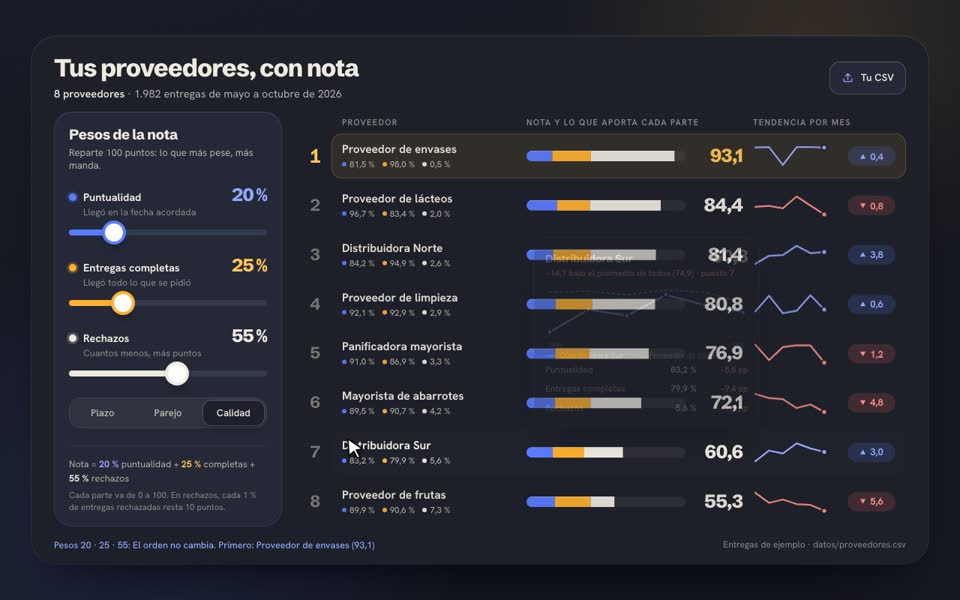 Tus proveedores, con nota
8 proveedores · 1.982 entregas de mayo a octubre de 2026
Tu CSV
Pesos de la nota
Reparte 100 puntos: lo que más pese, más
manda.
Puntualidad 20 %
Llegó en la fecha acordada
Entregas completas 25 %
Llegó todo lo que se pidió
Rechazos 55 %
Cuantos menos, más puntos
Plazo Parejo Calidad
Nota = 20 % puntualidad + 25 % completas +
55 % rechazos
Cada parte va de 0 a 100. En rechazos, cada 1 %
de entregas rechazadas resta 10 puntos.
PROVEEDOR NOTA Y LO QUE APORTA CADA PARTE TENDENCIA POR MES
1 Proveedor de envases 93,1 ▲ 0,4
81,5 % 98,0 % 0,5 %
2 Proveedor de lácteos 84,4 ▼ 0,8
96,7 % 83,4 % 2,0 %
3 Distribuidora Norte 81,4 ▲ 3,8
84,2 % 94,9 % 2,6 %
4 Proveedor de limpieza 80,8 ▲ 0,6
92,1 % 92,9 % 2,9 %
5 Panificadora mayorista 76,9 ▼ 1,2
91,0 % 86,9 % 3,3 %
6 Mayorista de abarrotes 72,1 ▼ 4,8
89,5 % 90,7 % 4,2 %
7 Distribuidora Sur 60,6 ▲ 3,0
83,2 % 79,9 % 5,6 %
8 Proveedor de frutas 55,3 ▼ 5,6
89,9 % 90,6 % 7,3 %
Distribuidora Sur
Puntualidad 83,2 %
Entregas completas 79,9 %
5,6 %
Pesos 20 · 25 · 55: El orden no cambia. Primero: Proveedor de envases (93,1)
Entregas de ejemplo · datos/proveedores.csv